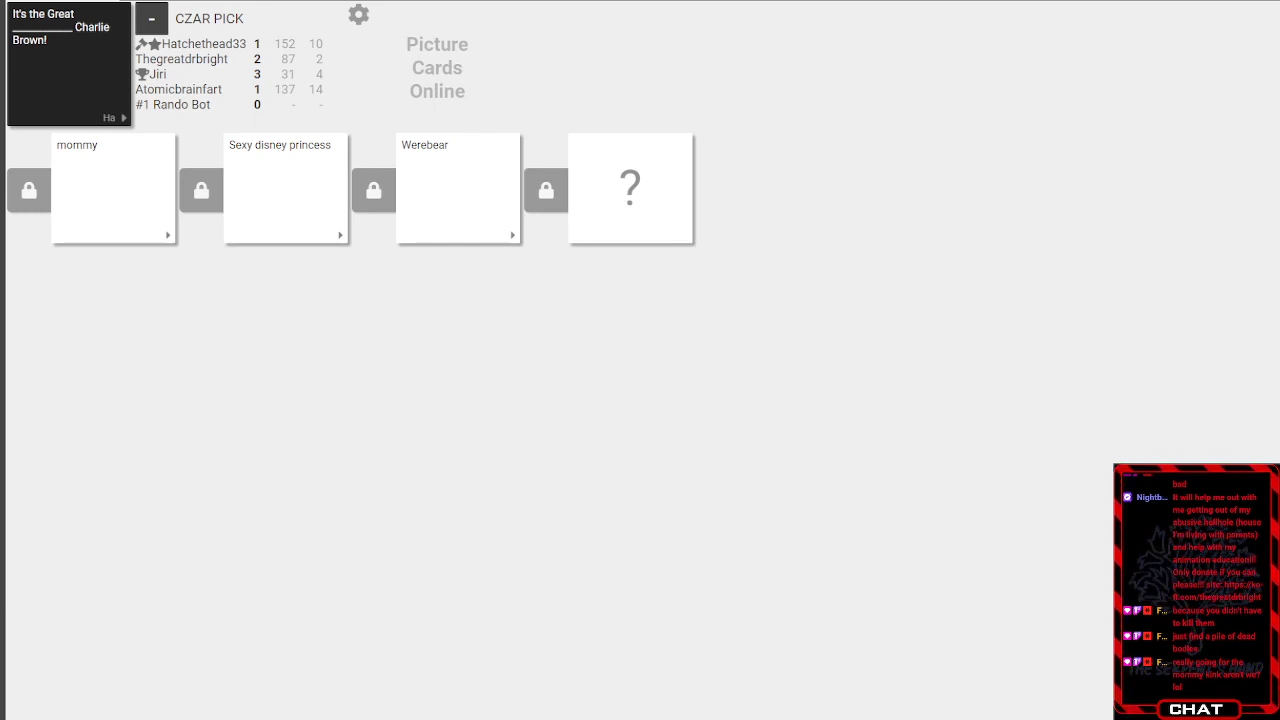 It's the Great
__________ Charlie
Brown!
Ha
-
CZAR PICK
Hatchethead33 1 152 10
Thegreatdrbright 2 87 2
Jiri 3 31 4
Atomicbrainfart 1 137 14
#1 Rando Bot 0 - -
Picture
Cards
Online
mommy
Sexy disney princess
Werebear
?
bad
Nightb... It will help me out with
me getting out of my
abusive hellhole (house
I'm living with parents)
and help with my
animation education!!
Only donate if you can
please!!! site: https://ko
fi.com/thegreatdrbright
F... because you didn't have
to kill them
F... just find a pile of dead
bodies.
F... really going for the
mommy kink aren't we?
lol
THE SERPENT'S HAND
CHAT